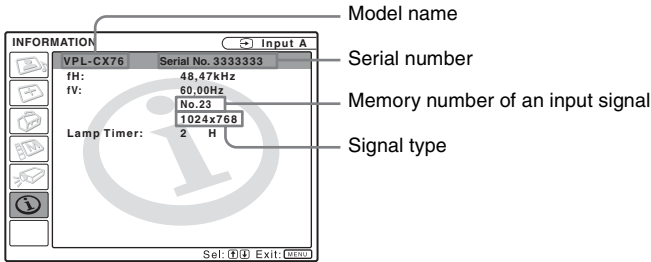 Model name
INFORMATION
Input A
VPL-CX76 Serial No. 3333333
Serial number
fH: 48,47kHz
fV: 60,00Hz
No.23
Memory number of an input signal
1024x768
Lamp Timer: 2 H
Signal type
Sel: Exit: MENU